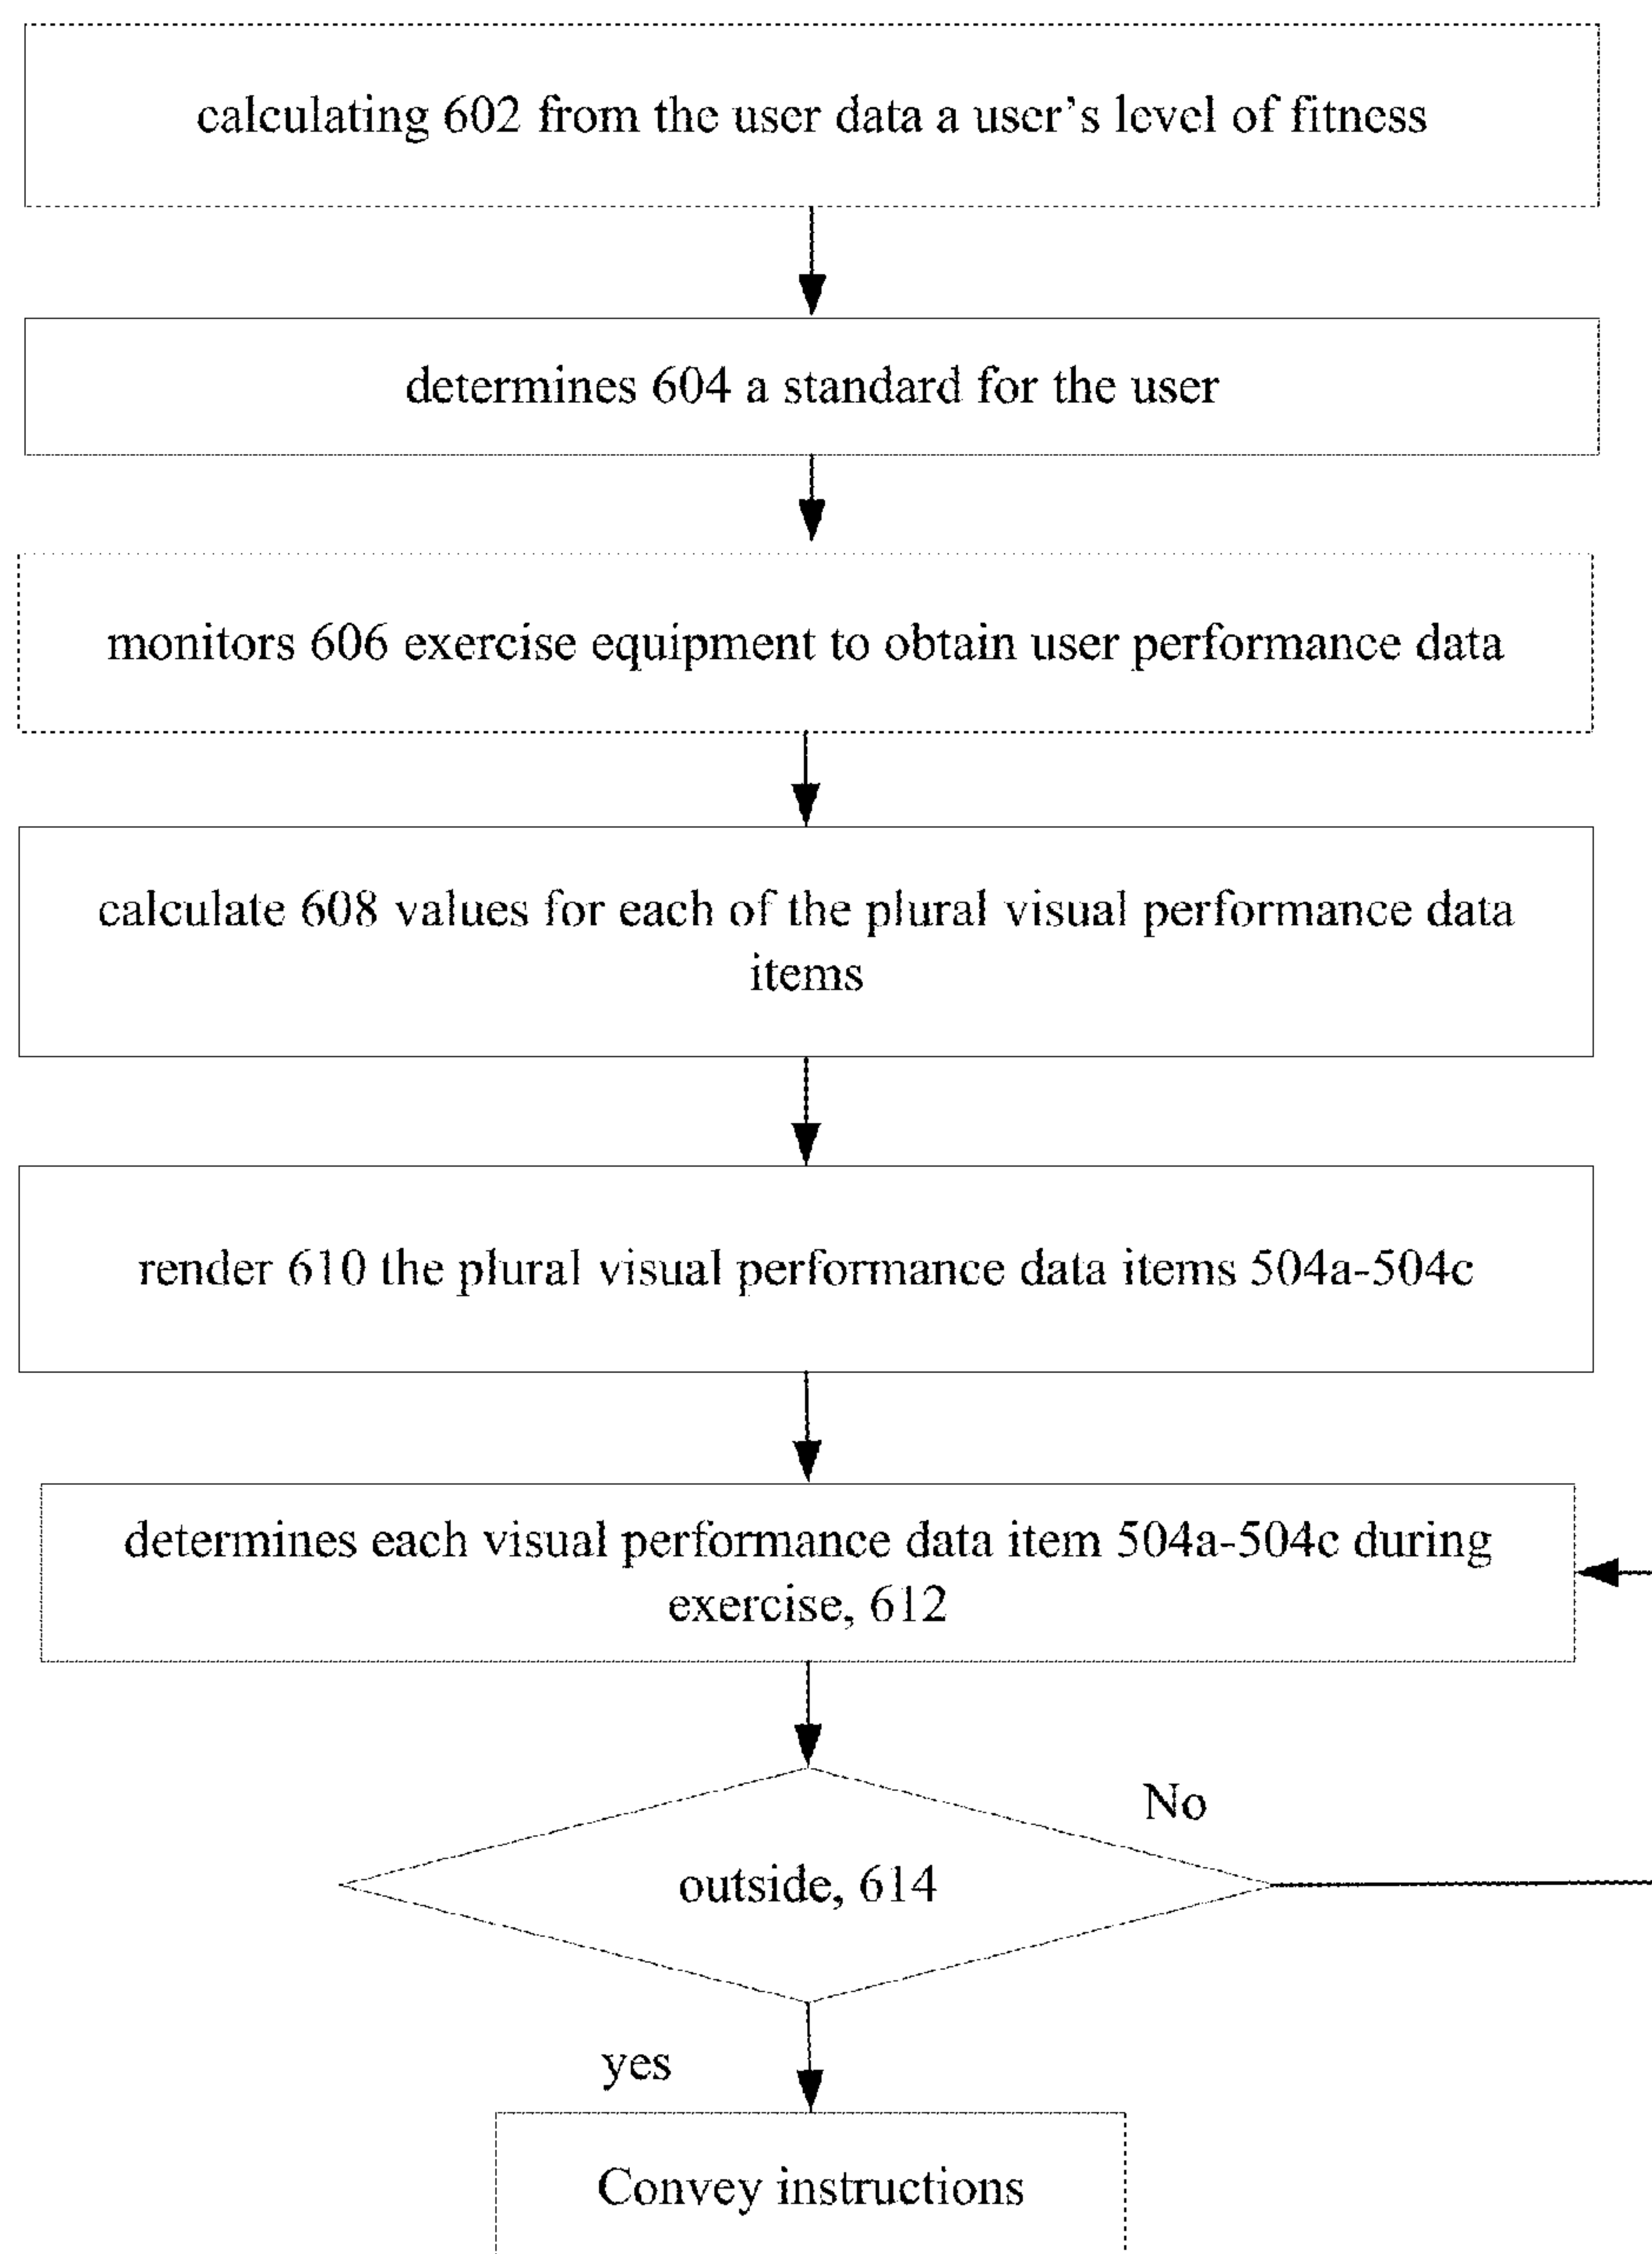 calculating 602 from the user data a user's level of fitness
determines 604 a standard for the user
monitors 606 exercise equipment to obtain user performance data
calculate 608 values for each of the plural visual performance data
items
render 610 the plural visual performance data items 504a-504c
determines each visual performance data item 504a-504c during
exercise, 612
No
outside, 614
yes
Convey instructions